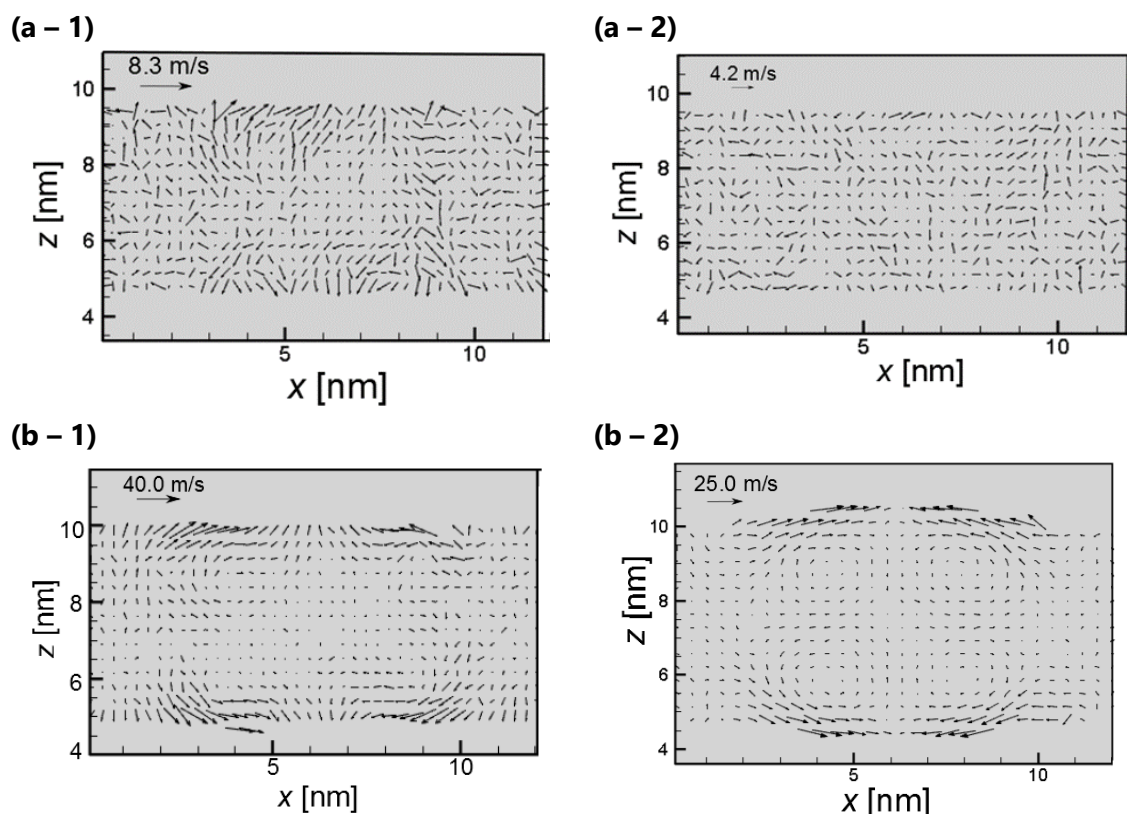 (a – 1)
8.3 m/s
10
8
6
4
z [nm]
5
10
x [nm]
(a – 2)
4.2 m/s
10
8
6
4
z [nm]
5
10
x [nm]
(b – 1)
40.0 m/s
10
8
6
4
z [nm]
5
10
x [nm]
(b – 2)
25.0 m/s
10
8
6
4
z [nm]
5
10
x [nm]